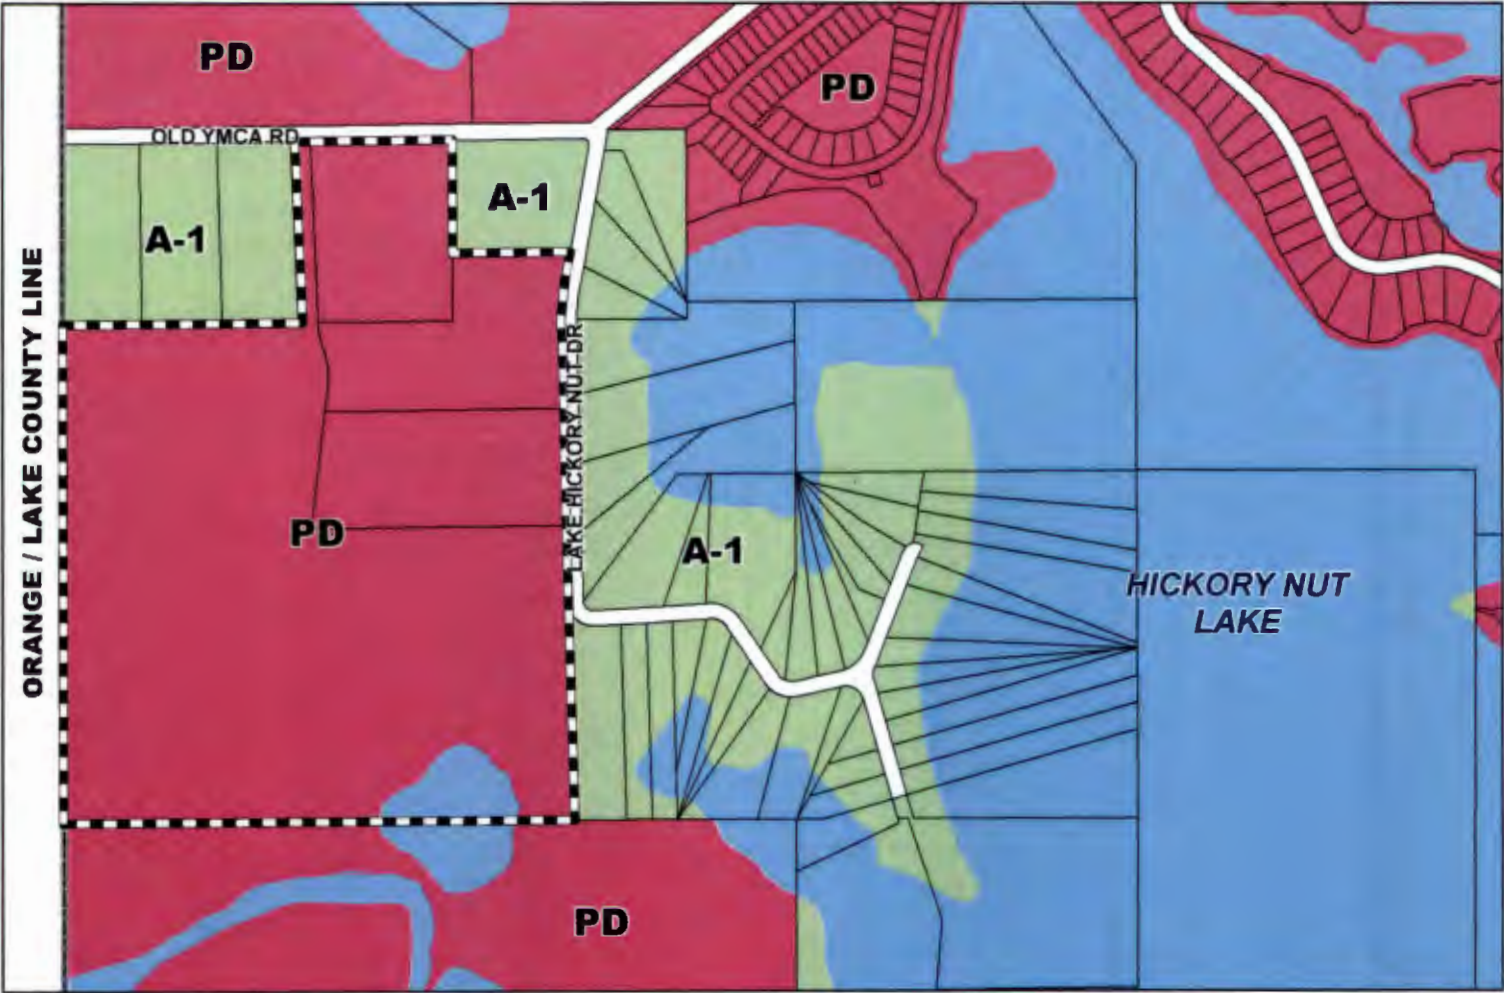 PD
PD
OLD YMCA RD
A-1
A-1
ORANGE / LAKE COUNTY LINE
LAKE HICKORY NUT DR
PD
A-1
HICKORY NUT
LAKE
PD